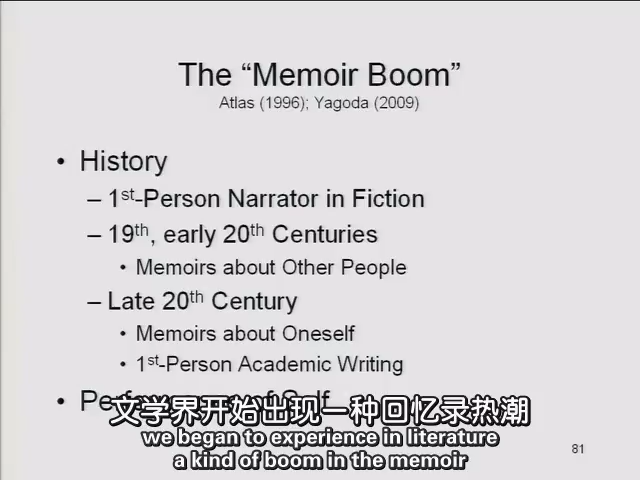 The “Memoir Boom”
Atlas (1996); Yagoda (2009)
• History
– 1st-Person Narrator in Fiction
– 19th, early 20th Centuries
• Memoirs about Other People
– Late 20th Century
• Memoirs about Oneself
• 1st-Person Academic Writing
• of Self
文学界开始出现一种回忆录热潮
we began to experience in literature
a kind of boom in the memoir
81